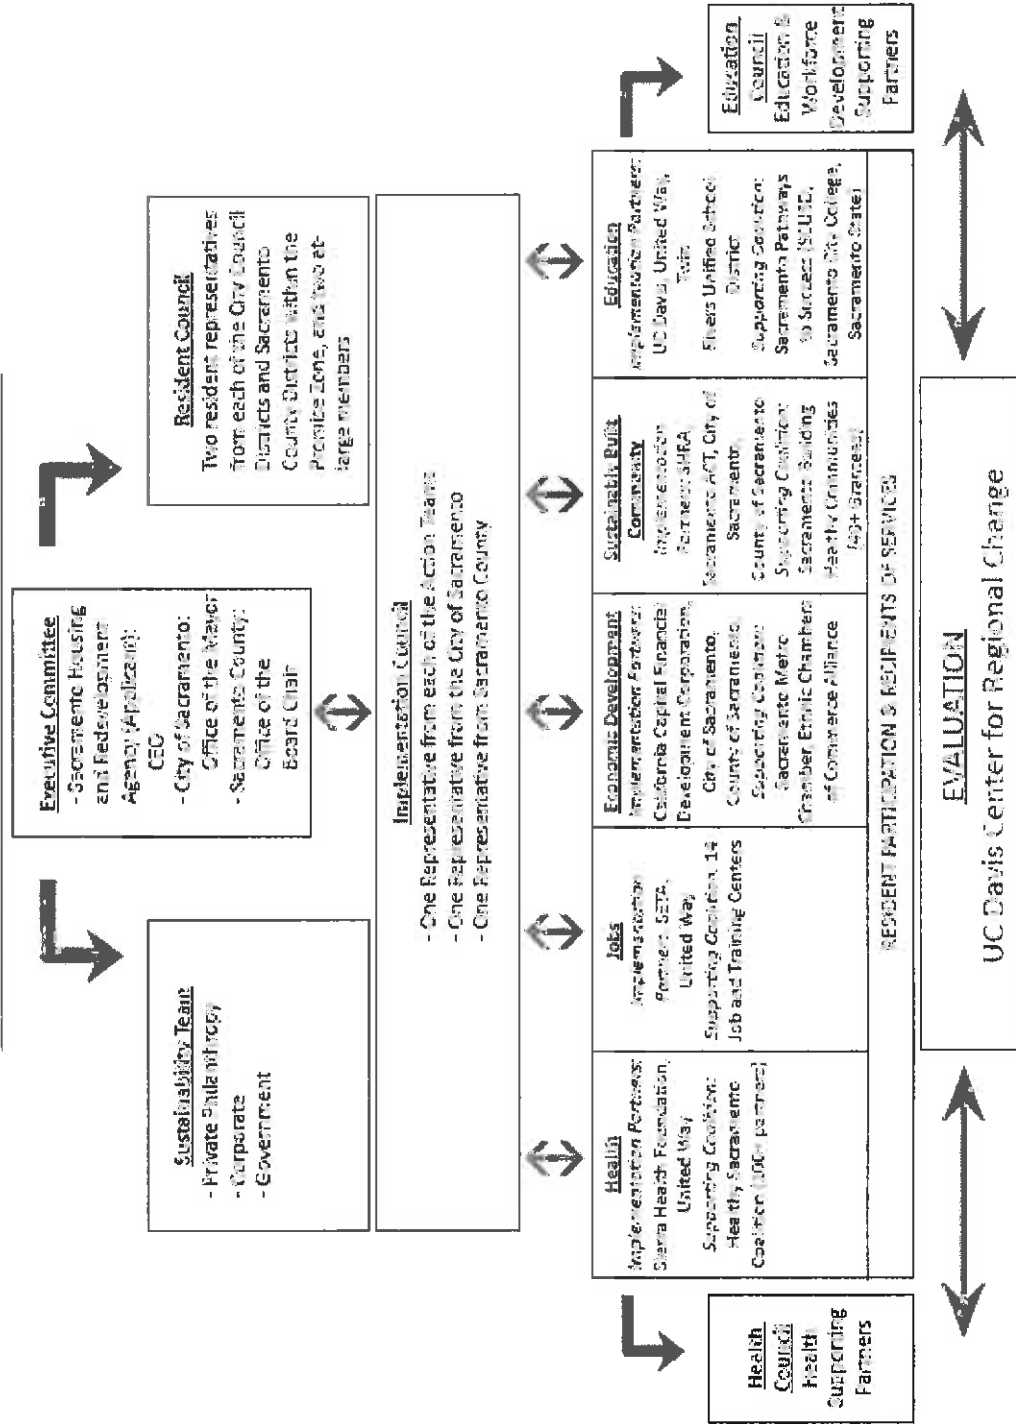 Executive Committee
- Sacramento Housing
and Redevelopment
Agency (Applicant):
CEO
- City of Sacramento:
Office of the Mayor
- Sacramento County:
Office of the
Board Chair
Sustainability Team
- Private Philanthropy
- Corporate
- Government
Resident Council
Two resident representatives
from each of the City Council
Districts and Sacramento
County Districts within the
Promise Zone, and two at-
large members
Implementation Council
- One Representative from each of the Action Teams
- One Representative from the City of Sacramento
- One Representative from Sacramento County
Health
Implementation Partners:
Sierra Health Foundation,
United Way
Supporting Coalition:
Healthy Sacramento
Coalition (100+ partners)
Jobs
Implementation
Partners: SETA,
United Way
Supporting Coalition: 14
Job and Training Centers
Economic Development
Implementation Partners:
California Capital Financial
Development Corporation,
City of Sacramento,
County of Sacramento
Supporting Coalition:
Sacramento Metro
Chamber, Ethnic Chambers
of Commerce Alliance
Sustainably Built
Community
Implementation
Partners: SHRA,
Sacramento ACT, City of
Sacramento,
County of Sacramento
Supporting Coalition:
Sacramento Building
Healthy Communities
(40+ Grantees)
Education
Implementation Partners:
UC Davis, United Way,
Twin
Rivers Unified School
District
Supporting Coalition:
Sacramento Pathways
to Success (SCUSD,
Sacramento City College,
Sacramento State)
RESIDENT PARTICIPATION & RECIPIENTS OF SERVICES
Health
Council
Health
Supporting
Partners
Education
Council
Education &
Workforce
Development
Supporting
Partners
EVALUATION
UC Davis Center for Regional Change